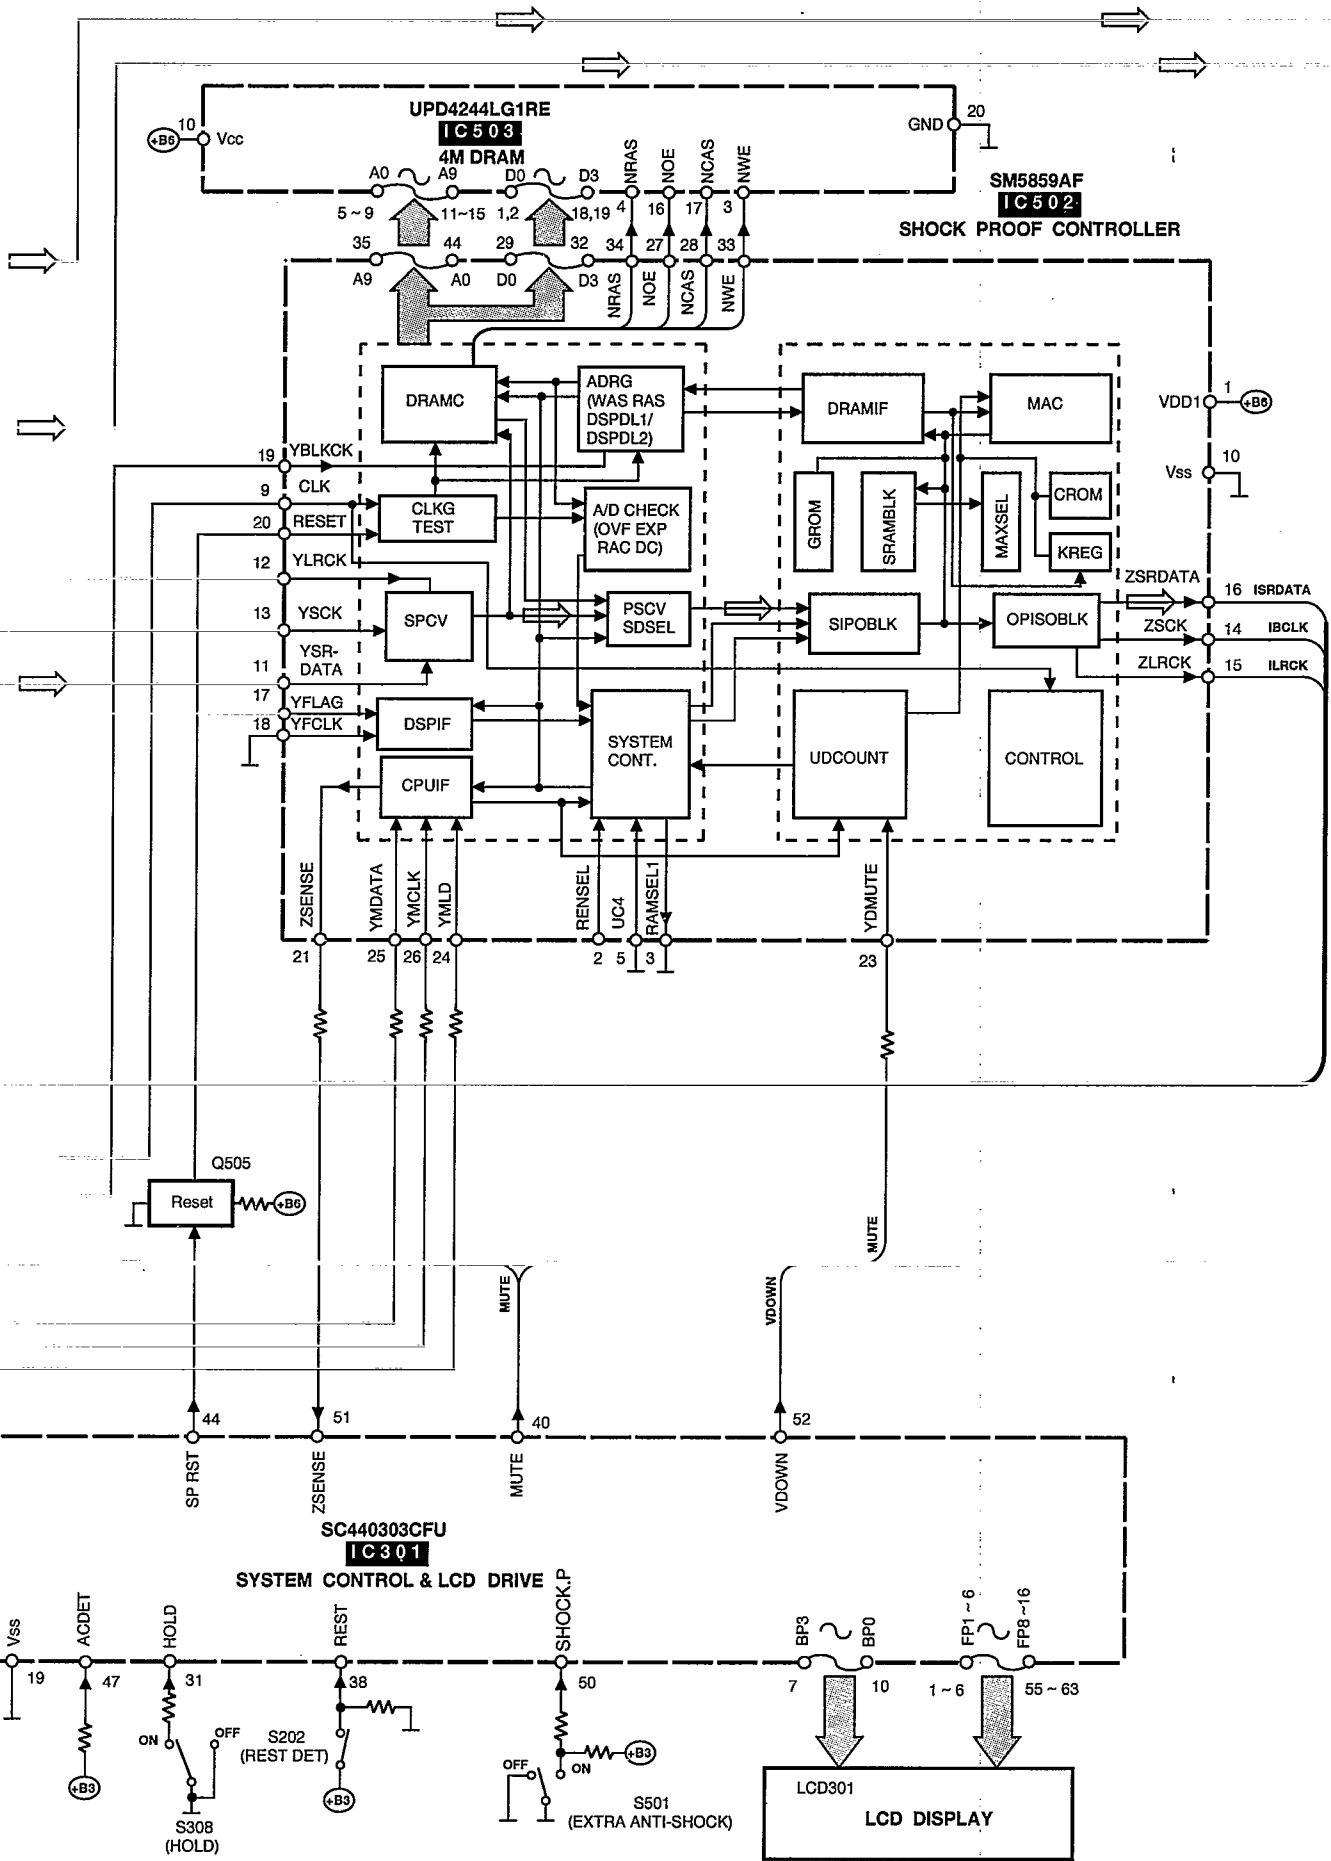 UPD4244LG1RE
IC503
4M DRAM
+B6
10
Vcc
GND
20
A0
A9
D0
D3
NRAS
NOE
NCAS
NWE
5~9
11~15
1,2
18,19
4
16
17
3
SM5859AF
IC502
SHOCK PROOF CONTROLLER
35
44
29
32
34
27
28
33
A9
A0
D0
D3
NRAS
NOE
NCAS
NWE
DRAMC
ADRG
(WAS RAS
DSPDL1/
DSPDL2)
DRAMIF
MAC
1
VDD1
+B6
19
YBLKCK
9
CLK
20
RESET
12
YLRCK
13
YSCK
YSR-
DATA
11
17
YFLAG
18
YFCLK
CLKG
TEST
A/D CHECK
(OVF EXP
RAC DC)
GROM
SRAMBLK
MAXSEL
CROM
KREG
10
Vss
SPCV
PSCV
SDSEL
SIPOBLK
OPISOBLK
ZSRDATA
16
ISRDATA
ZSCK
14
IBCLK
ZLRCK
15
ILRCK
DSPIF
CPUIF
SYSTEM
CONT.
UDCOUNT
CONTROL
ZSENSE
YMDATA
YMCLK
YMLD
RENSEL
UC4
RAMSEL1
YDMUTE
21
25
26
24
2
5
3
23
Q505
Reset
+B6
MUTE
MUTE
VDOWN
44
51
40
52
SP RST
ZSENSE
MUTE
VDOWN
SC440303CFU
IC301
SYSTEM CONTROL & LCD DRIVE
Vss
ACDET
HOLD
REST
SHOCK.P
BP3
BP0
FP1~6
FP8~16
19
47
31
38
50
7
10
1~6
55~63
ON
OFF
S202
(REST DET)
+B3
+B3
+B3
OFF
ON
S308
(HOLD)
S501
(EXTRA ANTI-SHOCK)
LCD301
LCD DISPLAY